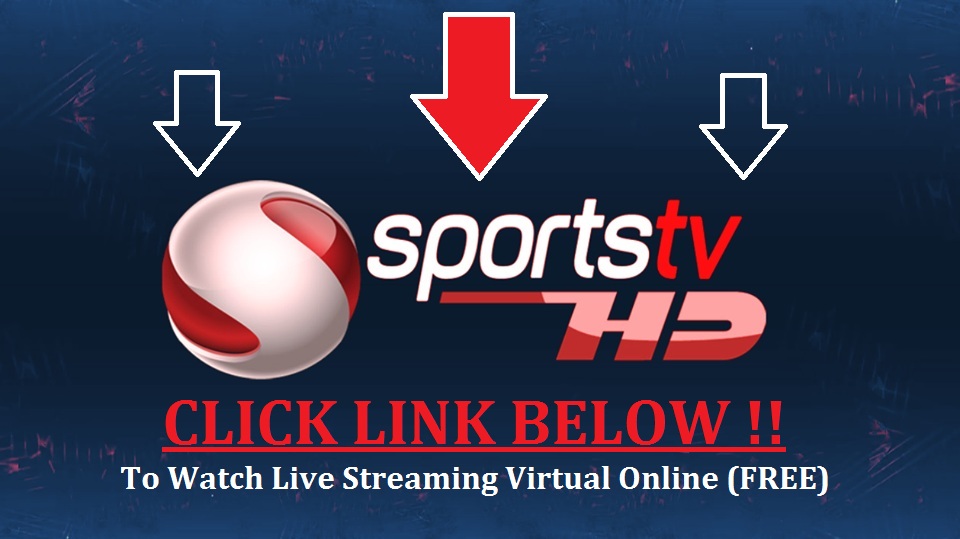 sportstv
HD
CLICK LINK BELOW !!
To Watch Live Streaming Virtual Online (FREE)